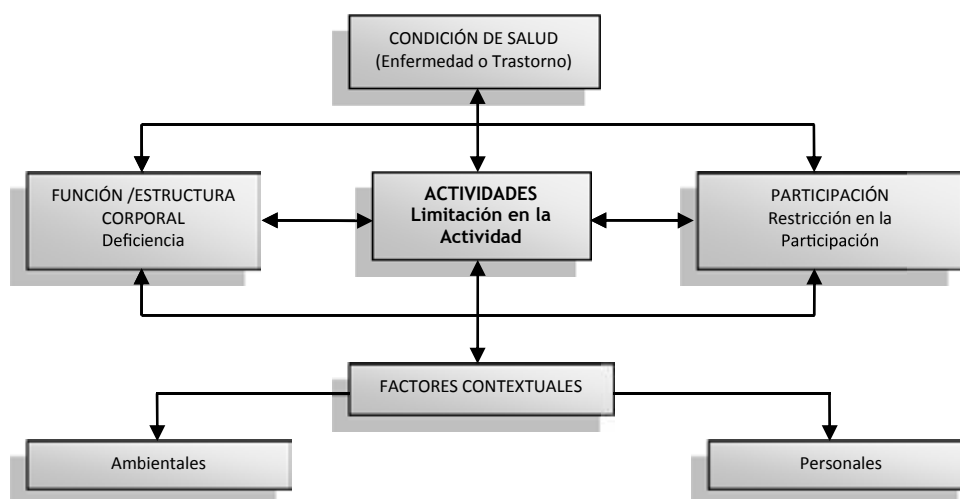 CONDICIÓN DE SALUD
(Enfermedad o Trastorno)
FUNCIÓN /ESTRUCTURA
CORPORAL
Deficiencia
ACTIVIDADES
Limitación en la
Actividad
PARTICIPACIÓN
Restricción en la
Participación
FACTORES CONTEXTUALES
Ambientales
Personales